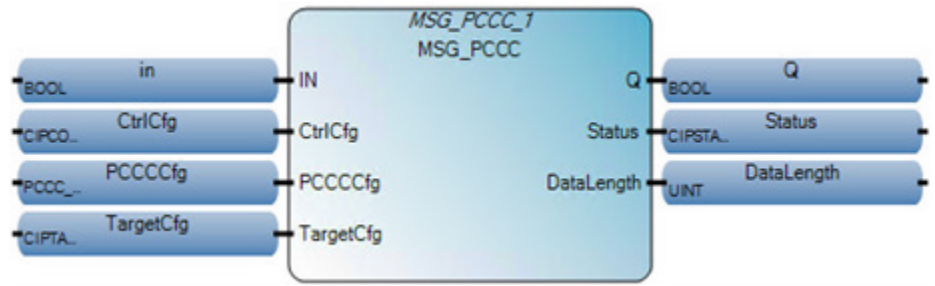 MSG_PCCC_1
MSG_PCCC
in
BOOL
IN
Q
Q
BOOL
CtrlCfg
CIPCO...
CtrlCfg
Status
Status
CIPSTA...
PCCCCfg
PCCC_...
PCCCCfg
DataLength
DataLength
UINT
TargetCfg
CIPTA...
TargetCfg